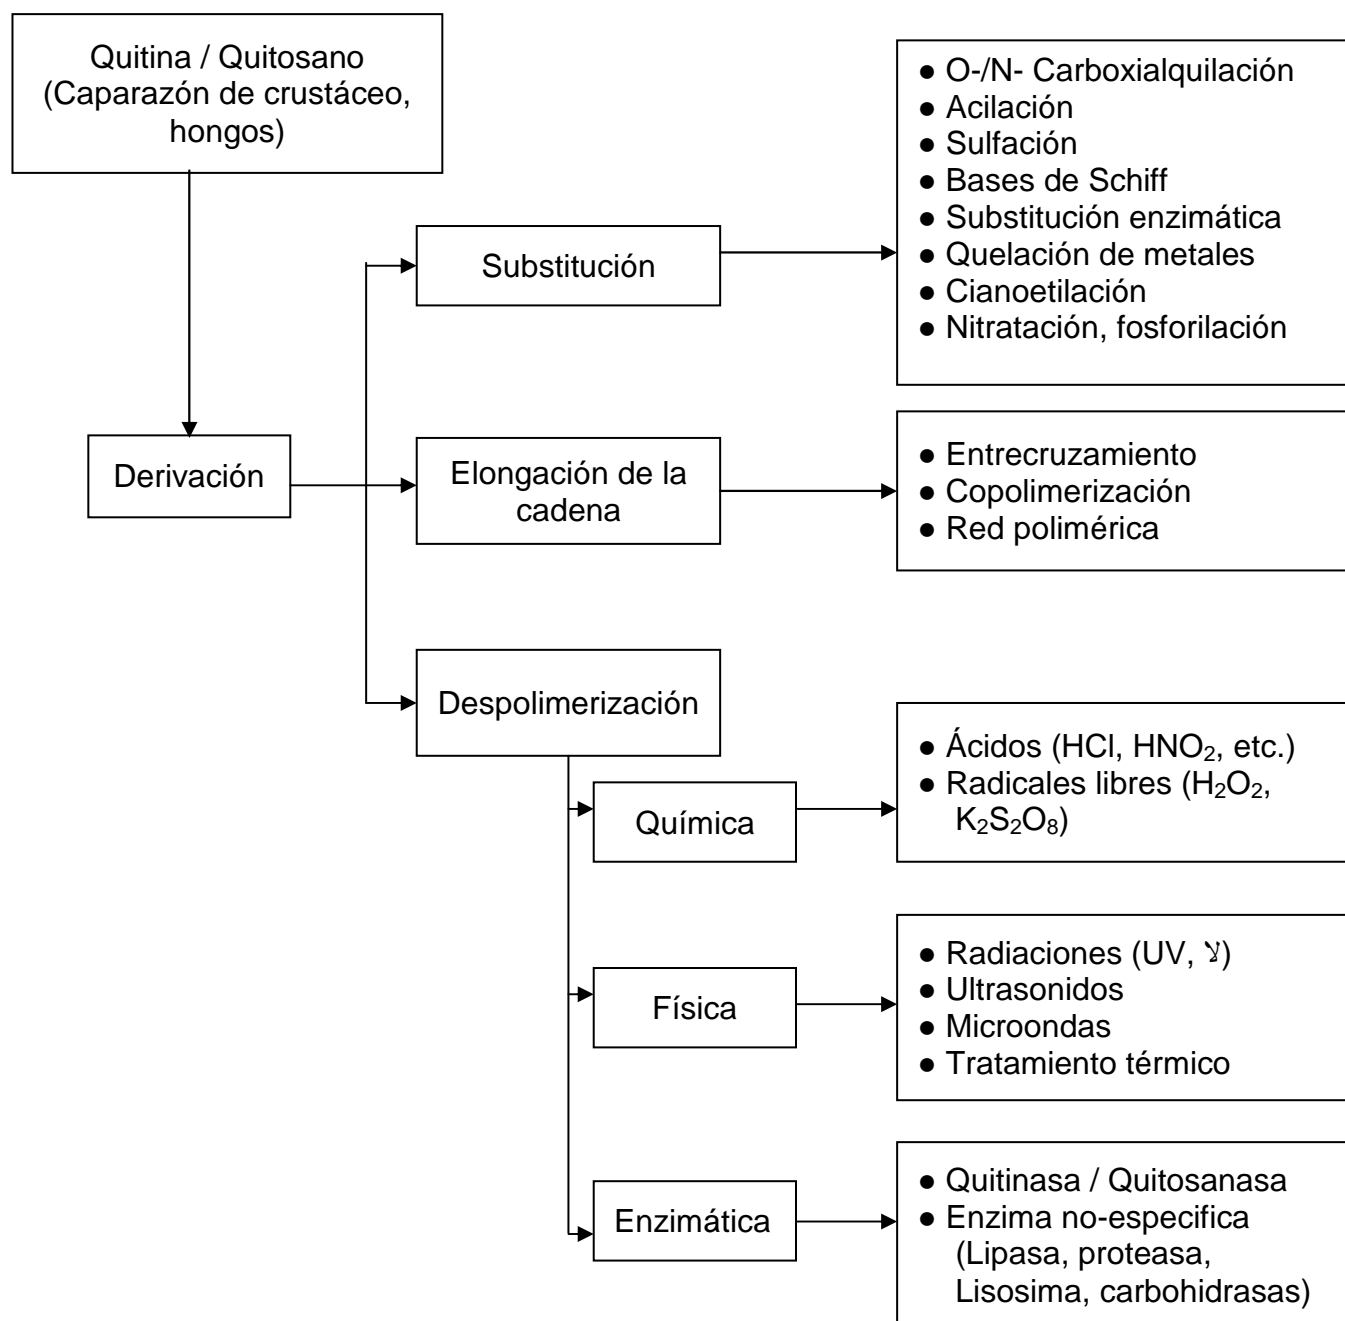 Quitina / Quitosano
(Caparazón de crustáceo,
hongos)
Derivación
Substitución
● O-/N- Carboxialquilación
● Acilación
● Sulfación
● Bases de Schiff
● Substitución enzimática
● Quelación de metales
● Cianoetilación
● Nitratación, fosforilación
Elongación de la
cadena
● Entrecruzamiento
● Copolimerización
● Red polimérica
Despolimerización
Química
● Ácidos (HCl, HNO₂, etc.)
● Radicales libres (H₂O₂,
K₂S₂O₈)
Física
● Radiaciones (UV, ﻻ)
● Ultrasonidos
● Microondas
● Tratamiento térmico
Enzimática
● Quitinasa / Quitosanasa
● Enzima no-especifica
(Lipasa, proteasa,
Lisosima, carbohidrasas)